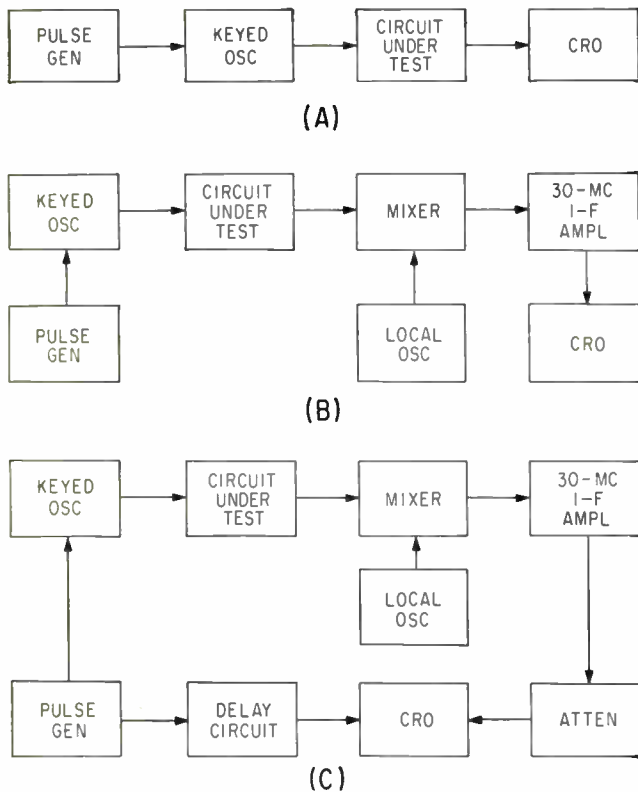 PULSE GEN
KEYED OSC
CIRCUIT UNDER TEST
CRO
(A)
KEYED OSC
CIRCUIT UNDER TEST
MIXER
30-MC I-F AMPL
PULSE GEN
LOCAL OSC
CRO
(B)
KEYED OSC
CIRCUIT UNDER TEST
MIXER
30-MC I-F AMPL
LOCAL OSC
PULSE GEN
DELAY CIRCUIT
CRO
ATTEN
(C)